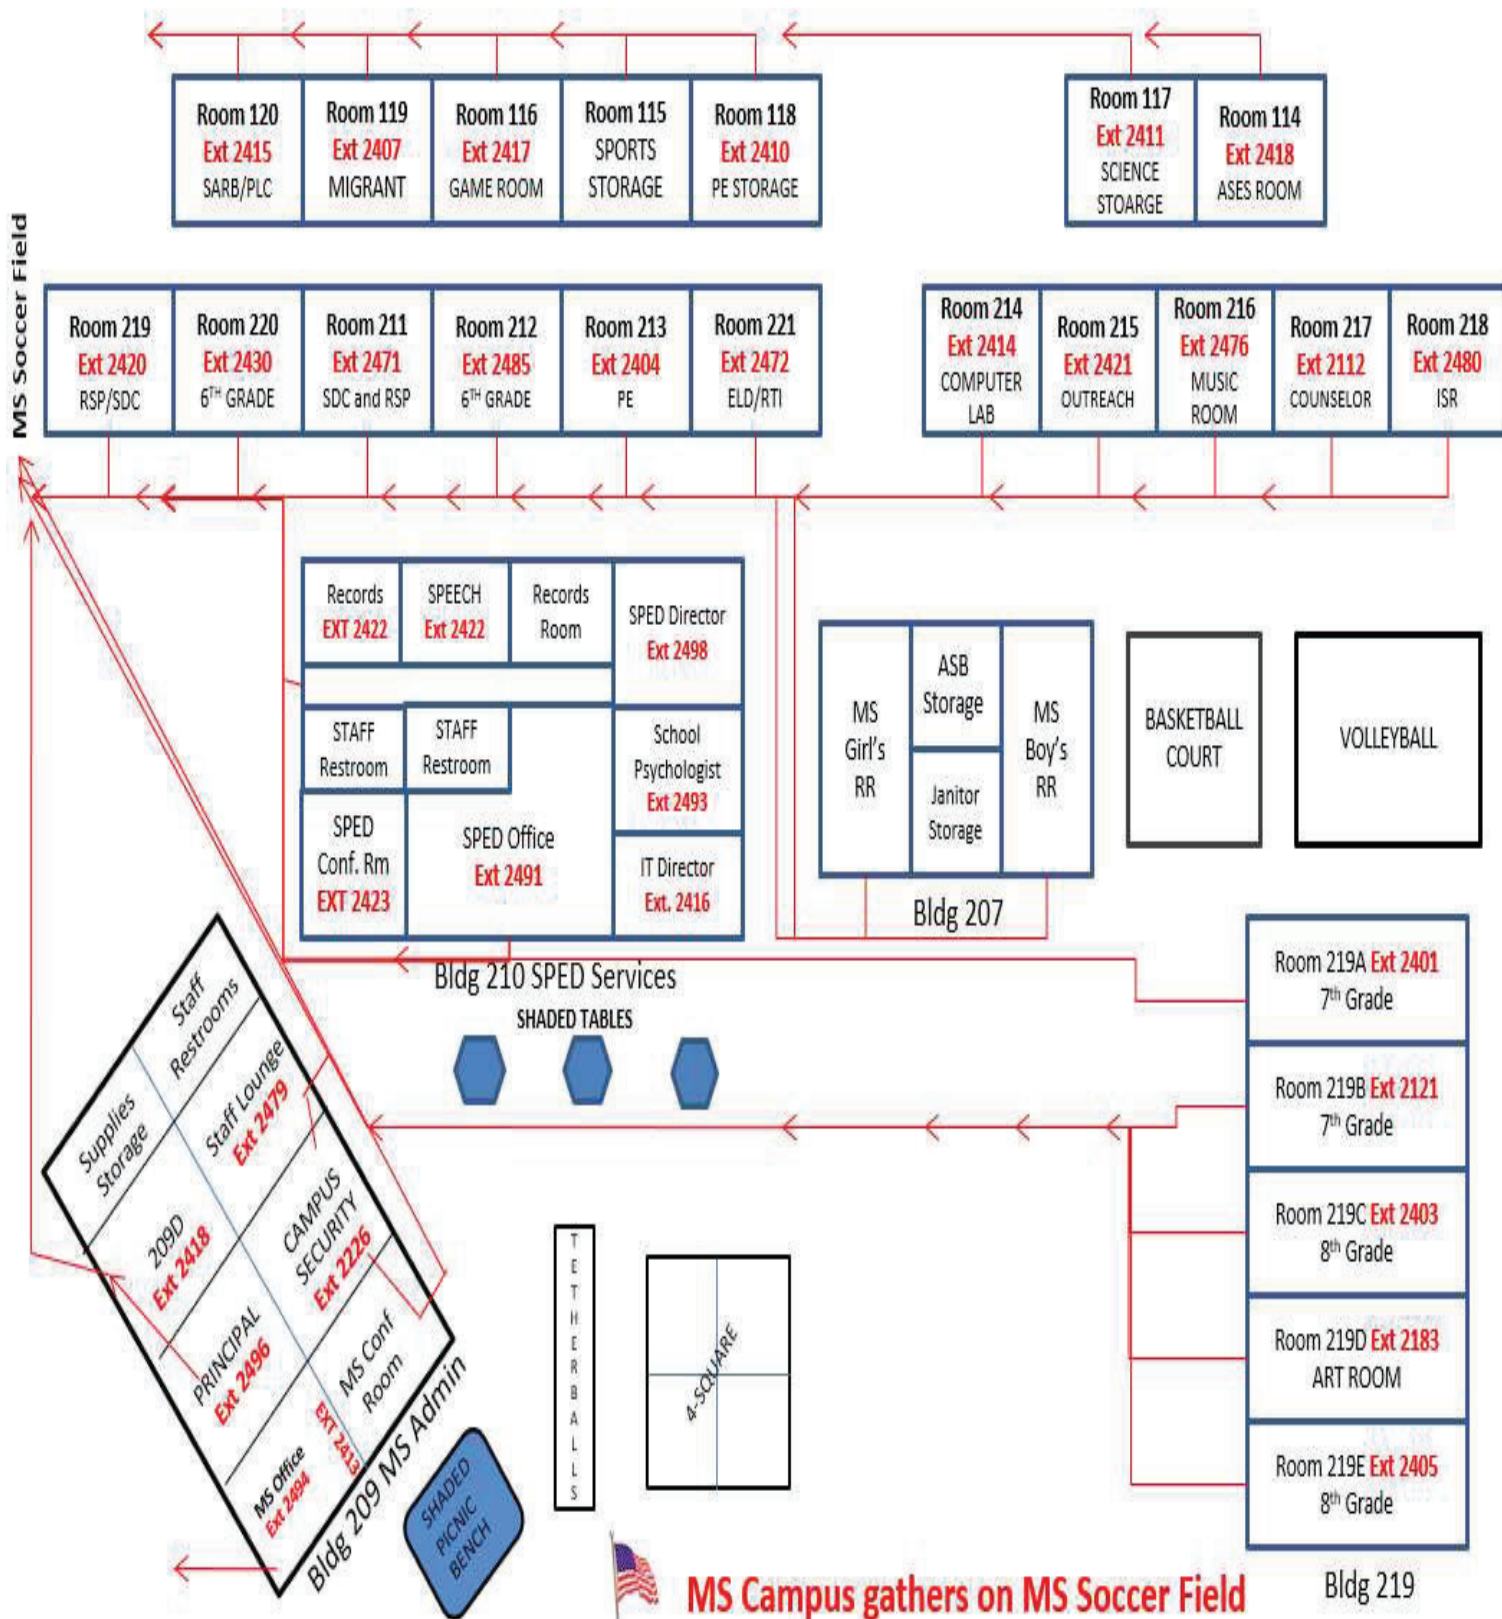 Room 120
Ext 2415
SARB/PLC
Room 119
Ext 2407
MIGRANT
Room 116
Ext 2417
GAME ROOM
Room 115
SPORTS
STORAGE
Room 118
Ext 2410
PE STORAGE
Room 117
Ext 2411
SCIENCE
STOARGE
Room 114
Ext 2418
ASES ROOM
MS Soccer Field
Room 219
Ext 2420
RSP/SDC
Room 220
Ext 2430
6TH GRADE
Room 211
Ext 2471
SDC and RSP
Room 212
Ext 2485
6TH GRADE
Room 213
Ext 2404
PE
Room 221
Ext 2472
ELD/RTI
Room 214
Ext 2414
COMPUTER
LAB
Room 215
Ext 2421
OUTREACH
Room 216
Ext 2476
MUSIC
ROOM
Room 217
Ext 2112
COUNSELOR
Room 218
Ext 2480
ISR
Records
EXT 2422
SPEECH
Ext 2422
Records
Room
SPED Director
Ext 2498
STAFF
Restroom
STAFF
Restroom
School
Psychologist
Ext 2493
SPED
Conf. Rm
EXT 2423
SPED Office
Ext 2491
IT Director
Ext. 2416
Bldg 210 SPED Services
MS
Girl's
RR
ASB
Storage
Janitor
Storage
MS
Boy's
RR
Bldg 207
BASKETBALL
COURT
VOLLEYBALL
SHADED TABLES
Room 219A Ext 2401
7th Grade
Room 219B Ext 2121
7th Grade
Room 219C Ext 2403
8th Grade
Room 219D Ext 2183
ART ROOM
Room 219E Ext 2405
8th Grade
Bldg 219
Staff
Restrooms
Supplies
Storage
Staff Lounge
Ext 2479
209D
Ext 2418
CAMPUS
SECURITY
Ext 2226
PRINCIPAL
Ext 2496
MS Conf
Room
EXT 2413
MS Office
Ext 2494
Bldg 209 MS Admin
SHADED
PICNIC
BENCH
TETHERBALLS
4-SQUARE
MS Campus gathers on MS Soccer Field